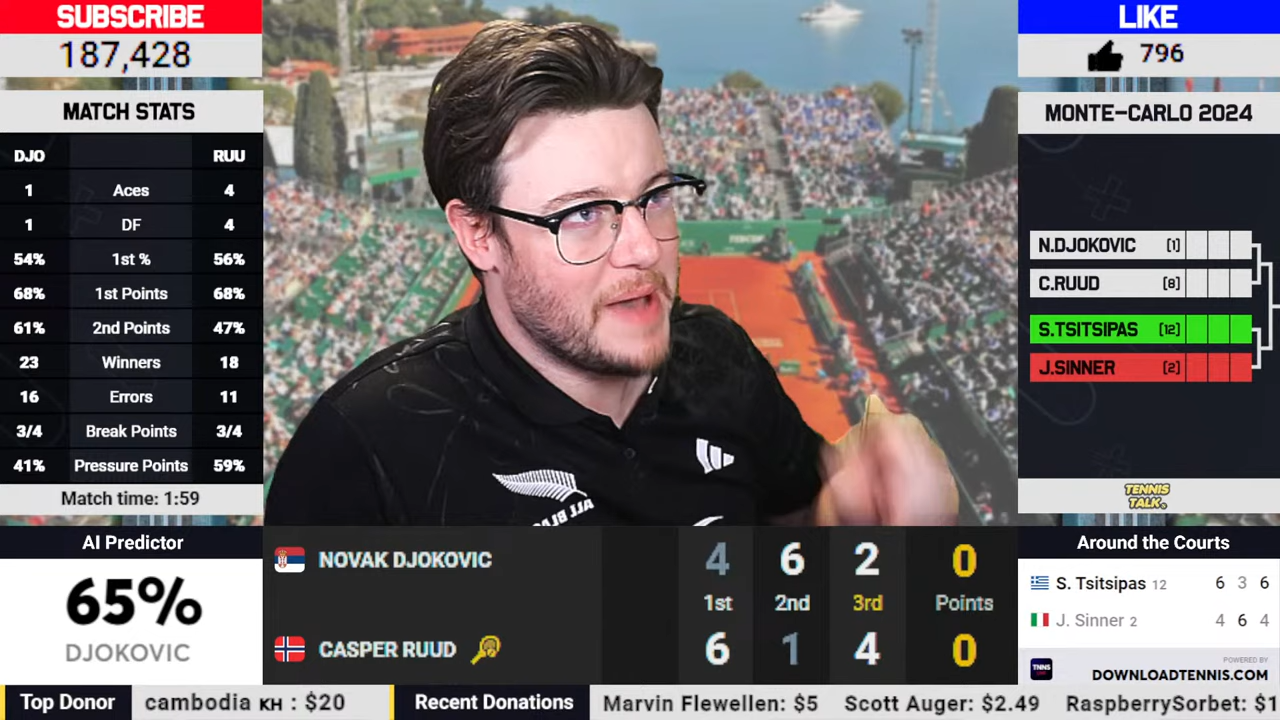 SUBSCRIBE
187,428
MATCH STATS
DJO RUU
1 Aces 4
1 DF 4
54% 1st % 56%
68% 1st Points 68%
61% 2nd Points 47%
23 Winners 18
16 Errors 11
3/4 Break Points 3/4
41% Pressure Points 59%
Match time: 1:59
AI Predictor
65%
DJOKOVIC
ALL BLA
NOVAK DJOKOVIC 4 6 2 0
1st 2nd 3rd Points
CASPER RUUD 6 1 4 0
LIKE
796
MONTE-CARLO 2024
N.DJOKOVIC [1]
C.RUUD [8]
S.TSITSIPAS [12]
J.SINNER [2]
TENNIS
TALK.
Around the Courts
S. Tsitsipas 12 6 3 6
J. Sinner 2 4 6 4
POWERED BY
TNNS
DOWNLOADTENNIS.COM
Top Donor cambodia KH : $20 Recent Donations Marvin Flewellen: $5 Scott Auger: $2.49 RaspberrySorbet: $1